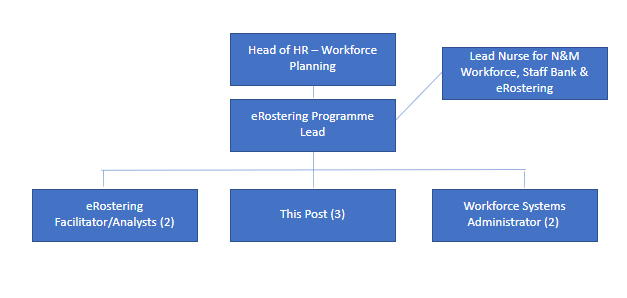 Head of HR – Workforce
Planning
Lead Nurse for N&M
Workforce, Staff Bank &
eRostering
eRostering Programme
Lead
eRostering
Facilitator/Analysts (2)
This Post (3)
Workforce Systems
Administrator (2)